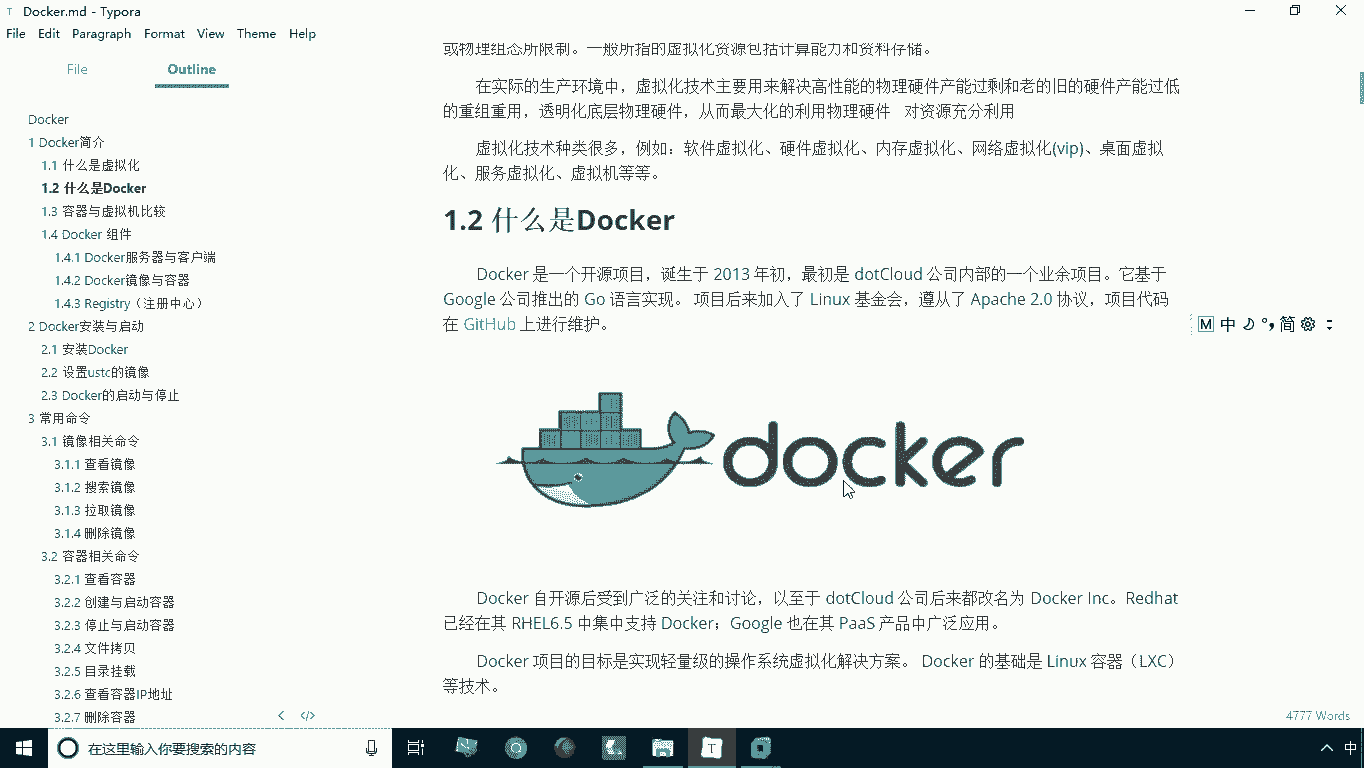 T Docker.md - Typora
File Edit Paragraph Format View Theme Help
File Outline
Docker
1 Docker简介
1.1 什么是虚拟化
1.2 什么是Docker
1.3 容器与虚拟机比较
1.4 Docker 组件
1.4.1 Docker服务器与客户端
1.4.2 Docker镜像与容器
1.4.3 Registry（注册中心）
2 Docker安装与启动
2.1 安装Docker
2.2 设置ustc的镜像
2.3 Docker的启动与停止
3 常用命令
3.1 镜像相关命令
3.1.1 查看镜像
3.1.2 搜索镜像
3.1.3 拉取镜像
3.1.4 删除镜像
3.2 容器相关命令
3.2.1 查看容器
3.2.2 创建与启动容器
3.2.3 停止与启动容器
3.2.4 文件拷贝
3.2.5 目录挂载
3.2.6 查看容器IP地址
3.2.7 删除容器
或物理组态所限制。一般所指的虚拟化资源包括计算能力和资料存储。
在实际的生产环境中，虚拟化技术主要用来解决高性能的物理硬件产能过剩和老的旧的硬件产能过低
的重组重用，透明化底层物理硬件，从而最大化的利用物理硬件 对资源充分利用
虚拟化技术种类很多，例如：软件虚拟化、硬件虚拟化、内存虚拟化、网络虚拟化(vip)、桌面虚拟
化、服务虚拟化、虚拟机等等。
1.2 什么是Docker
Docker 是一个开源项目，诞生于 2013 年初，最初是 dotCloud 公司内部的一个业余项目。它基于
Google 公司推出的 Go 语言实现。 项目后来加入了 Linux 基金会，遵从了 Apache 2.0 协议，项目代码
在 GitHub 上进行维护。
docker
Docker 自开源后受到广泛的关注和讨论，以至于 dotCloud 公司后来都改名为 Docker Inc。Redhat
已经在其 RHEL6.5 中集中支持 Docker；Google 也在其 PaaS 产品中广泛应用。
Docker 项目的目标是实现轻量级的操作系统虚拟化解决方案。 Docker 的基础是 Linux 容器（LXC）
等技术。
M 中 简
4777 Words
在这里输入你要搜索的内容
T
中